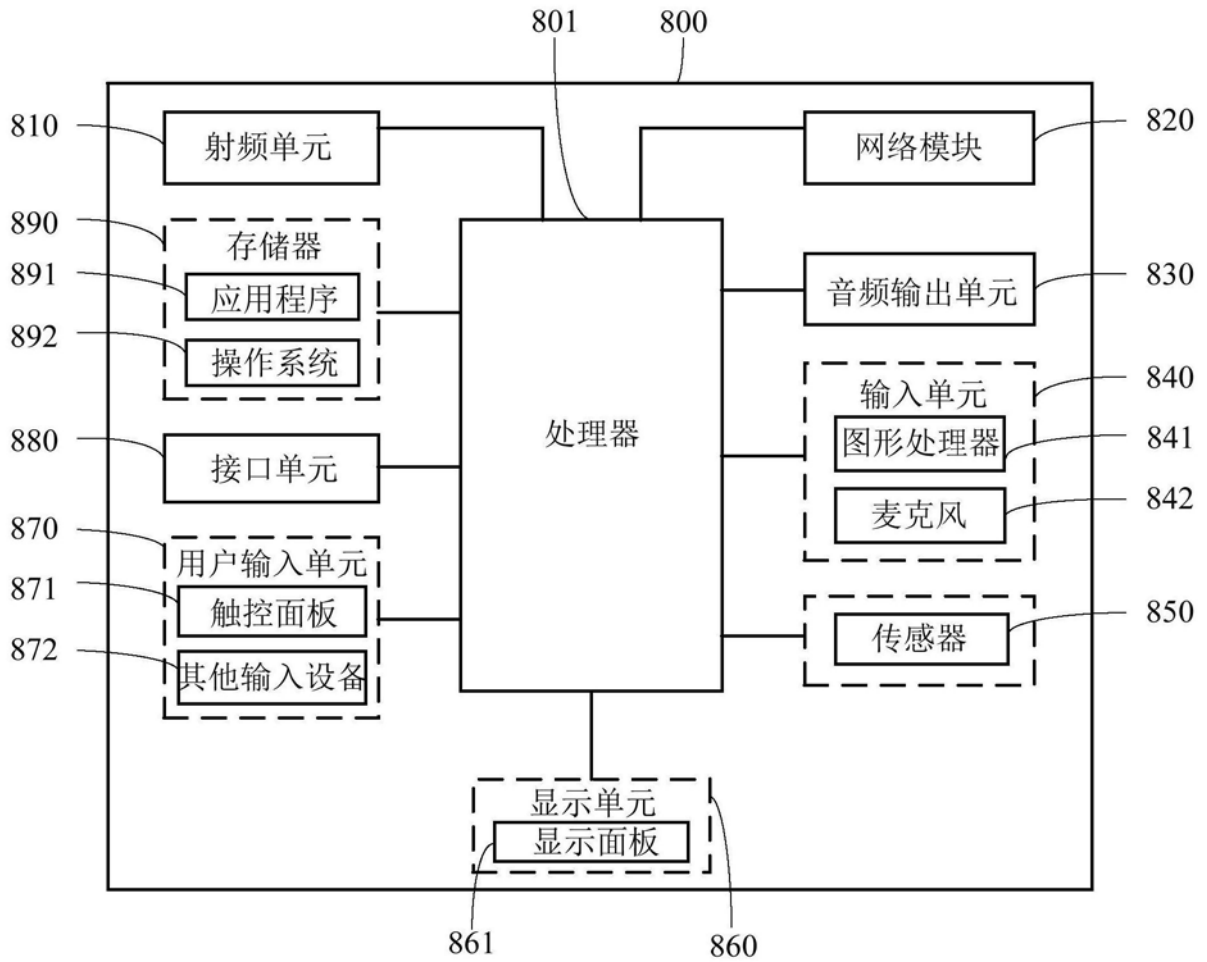 801
800
810
射频单元
网络模块
820
890
存储器
891
应用程序
892
操作系统
音频输出单元
830
处理器
输入单元
840
图形处理器
841
麦克风
842
880
接口单元
870
用户输入单元
871
触控面板
872
其他输入设备
传感器
850
显示单元
显示面板
861
860